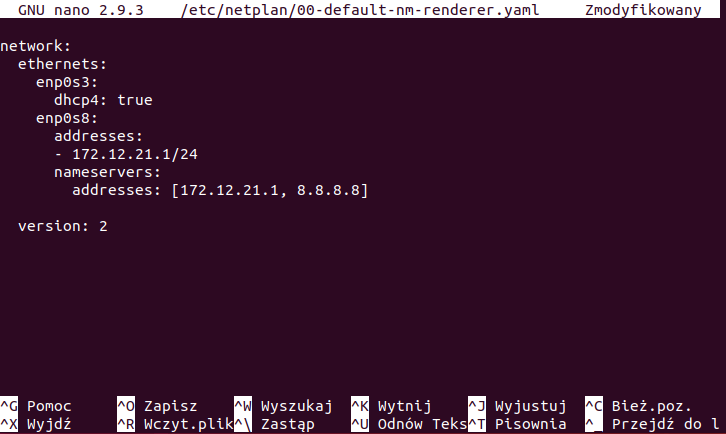 GNU nano 2.9.3    /etc/netplan/00-default-nm-renderer.yaml    Zmodyfikowany
network:
  ethernets:
    enp0s3:
      dhcp4: true
    enp0s8:
      addresses:
      - 172.12.21.1/24
      nameservers:
        addresses: [172.12.21.1, 8.8.8.8]
  version: 2
^G Pomoc    ^O Zapisz    ^W Wyszukaj    ^K Wytnij    ^J Wyjustuj    ^C Bież.poz.
^X Wyjdź    ^R Wczyt.plik^\ Zastąp    ^U Odnów Teks^T Pisownia    ^_ Przejdź do l